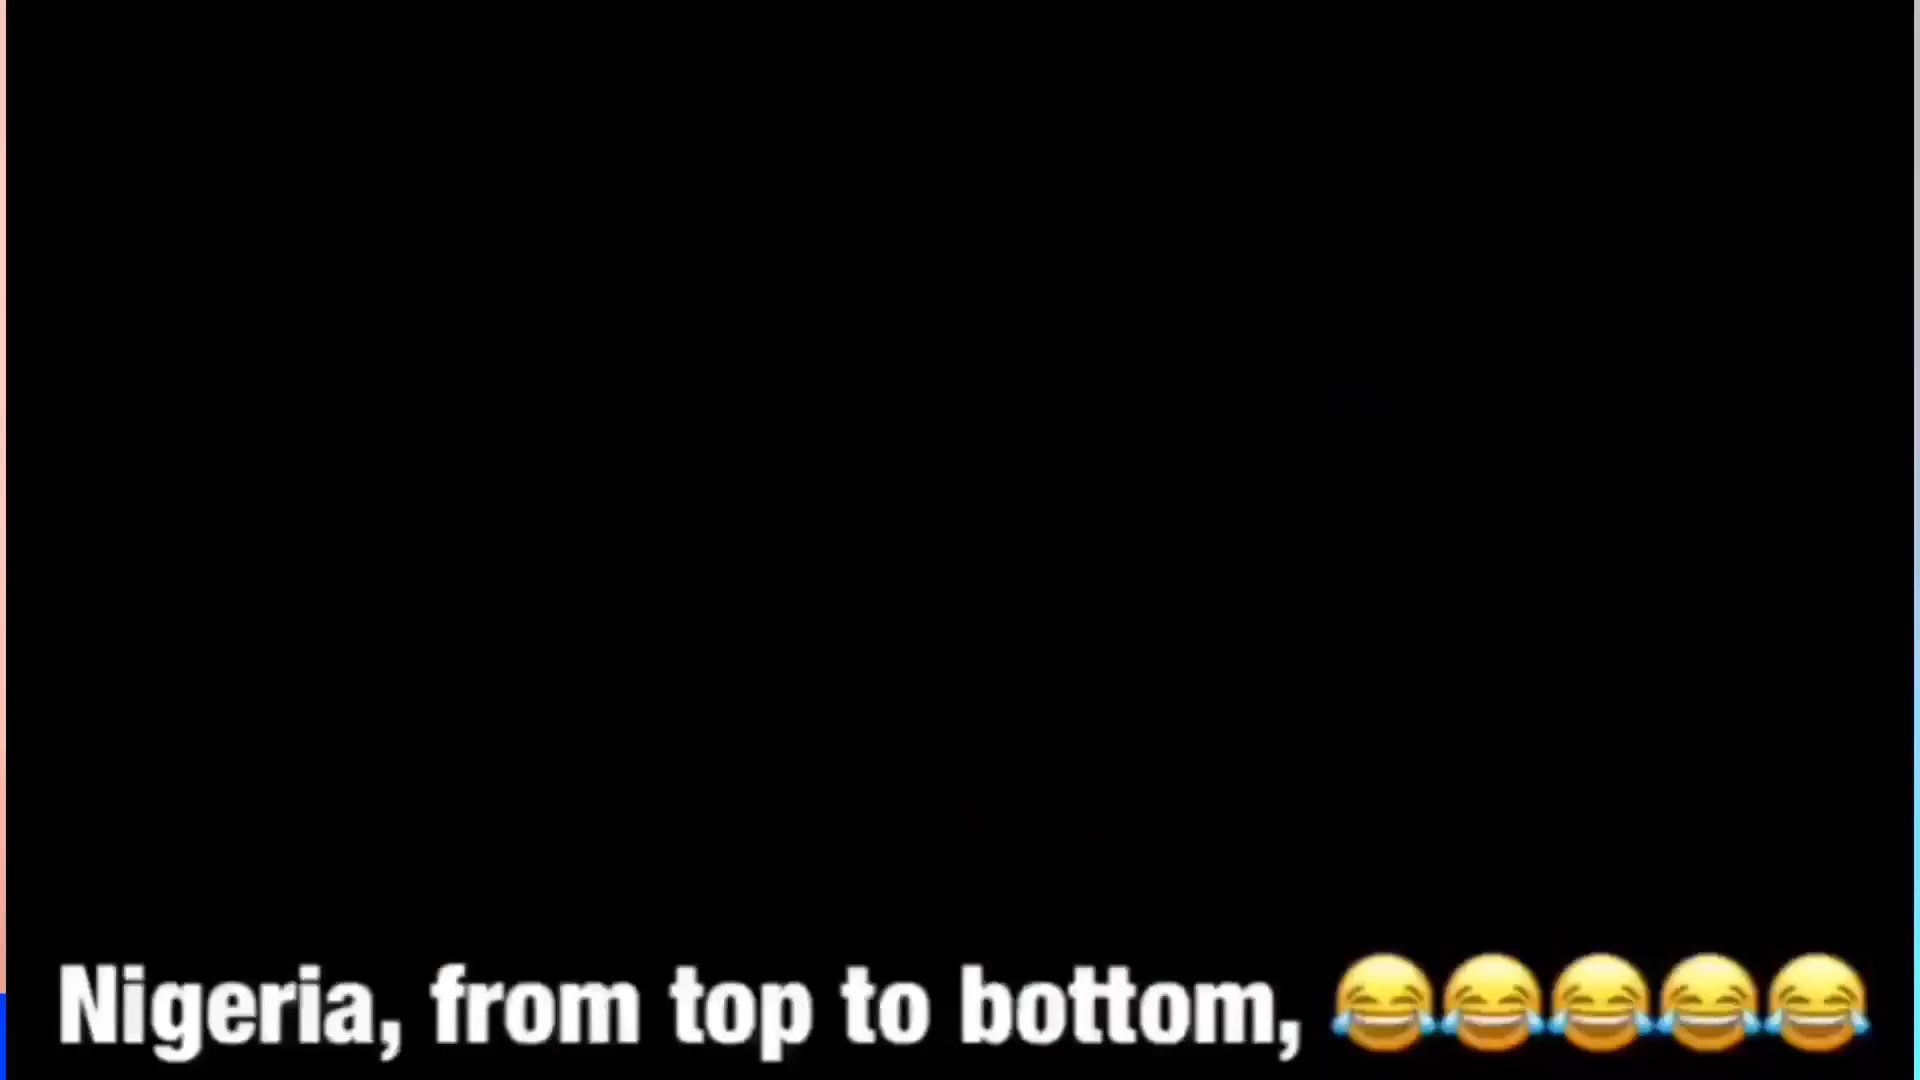 Nigeria, from top to bottom, 😂😂😂😂😂